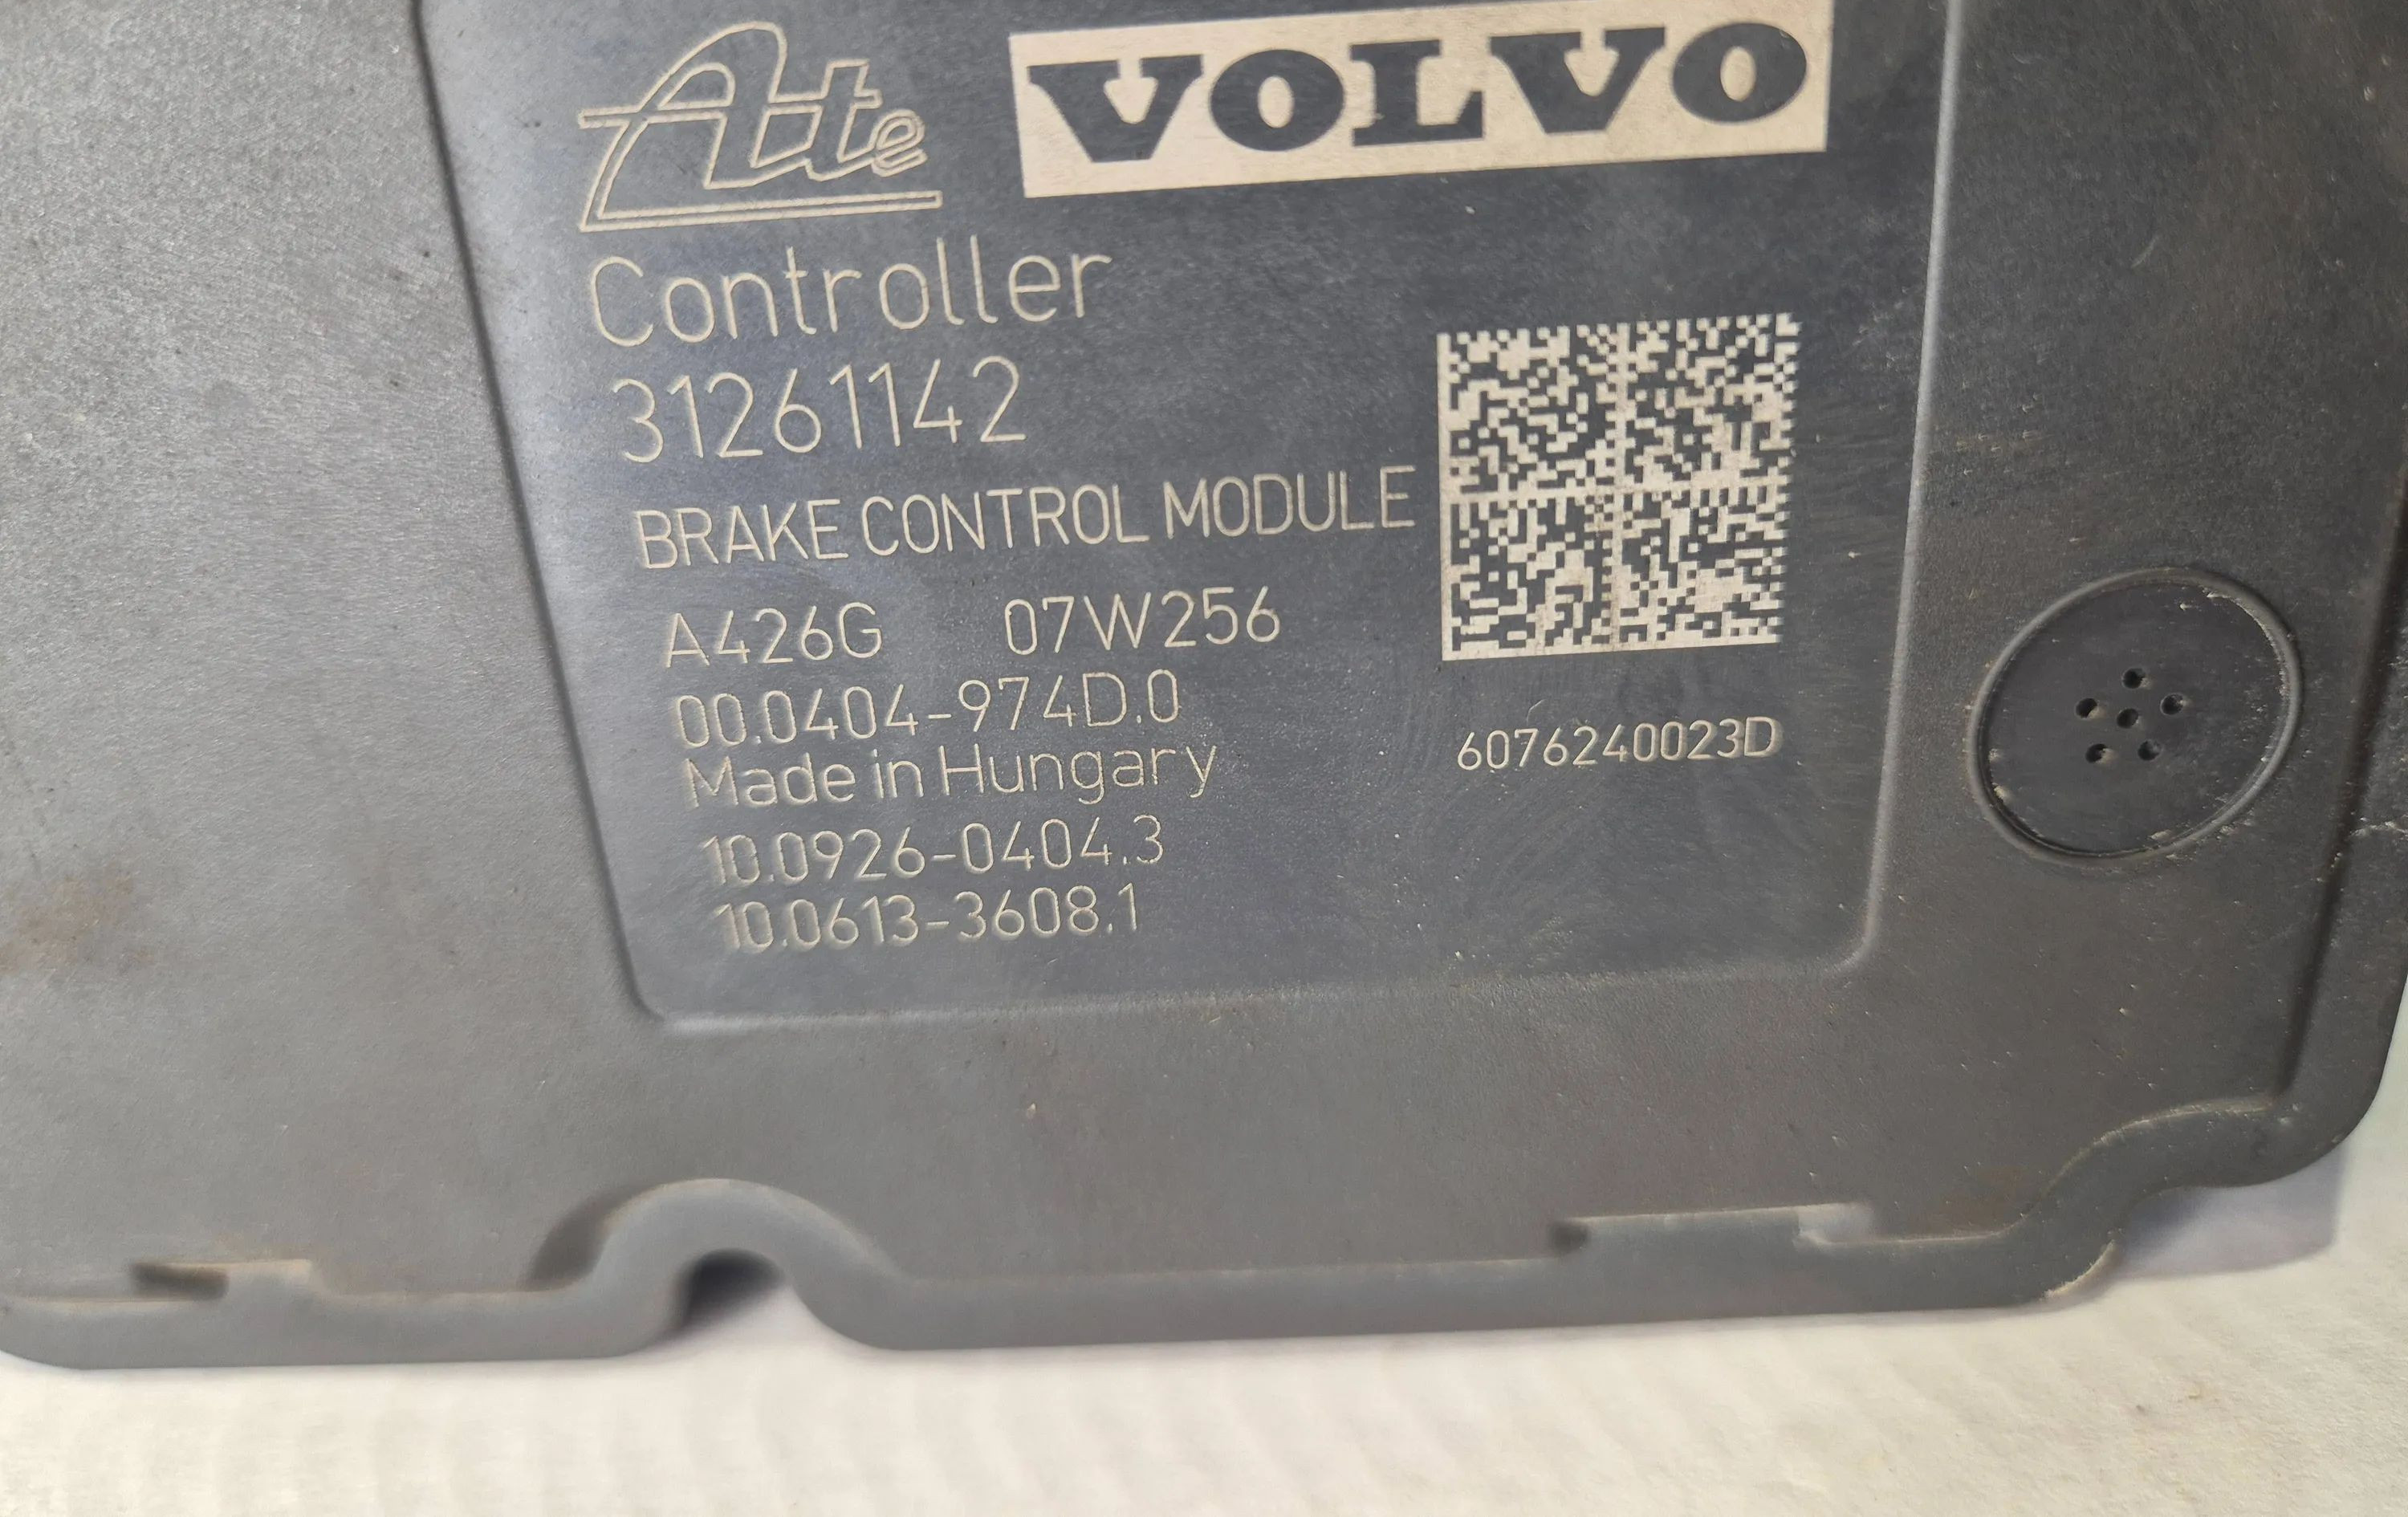 Ate
VOLVO
Controller
31261142
BRAKE CONTROL MODULE
A426G 07W256
00.0404-974D.0
Made in Hungary
6076240023D
10.0926-0404.3
10.0613-3608.1